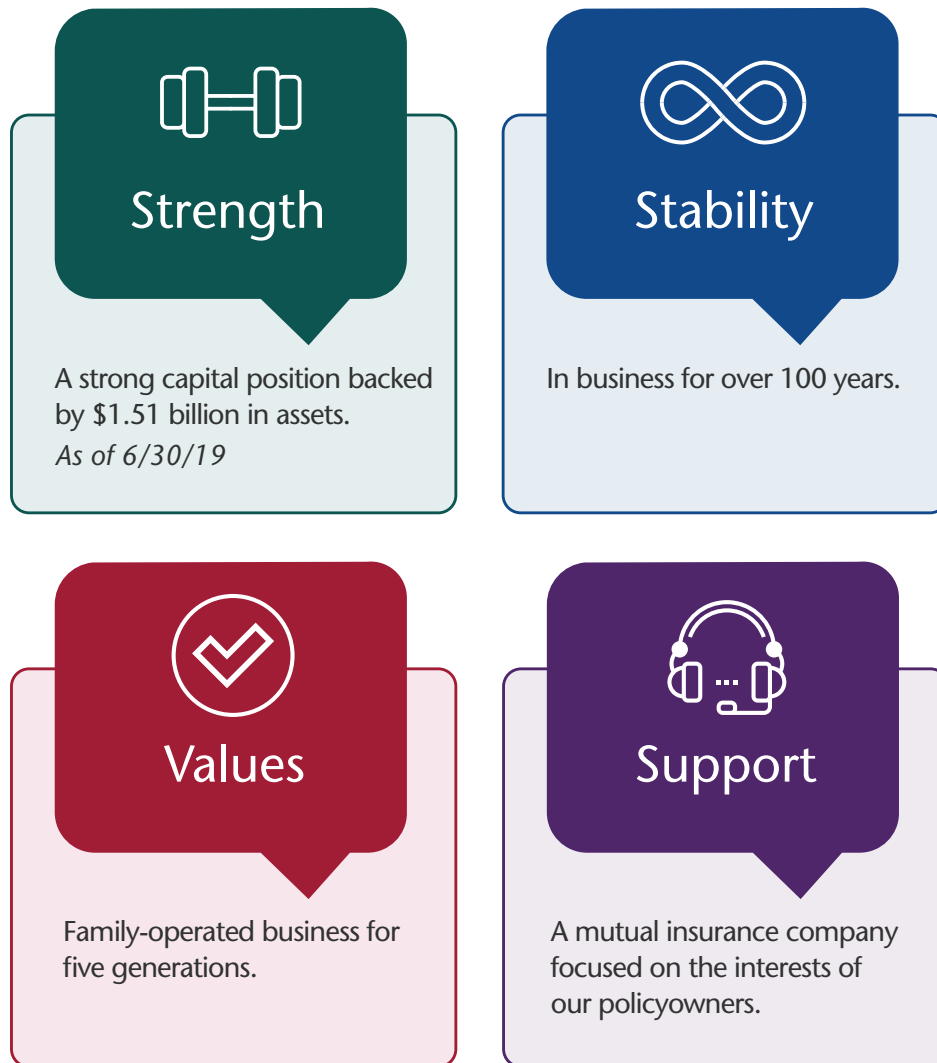 Strength
A strong capital position backed
by $1.51 billion in assets.
As of 6/30/19
Stability
In business for over 100 years.
Values
Family-operated business for
five generations.
Support
A mutual insurance company
focused on the interests of
our policyowners.